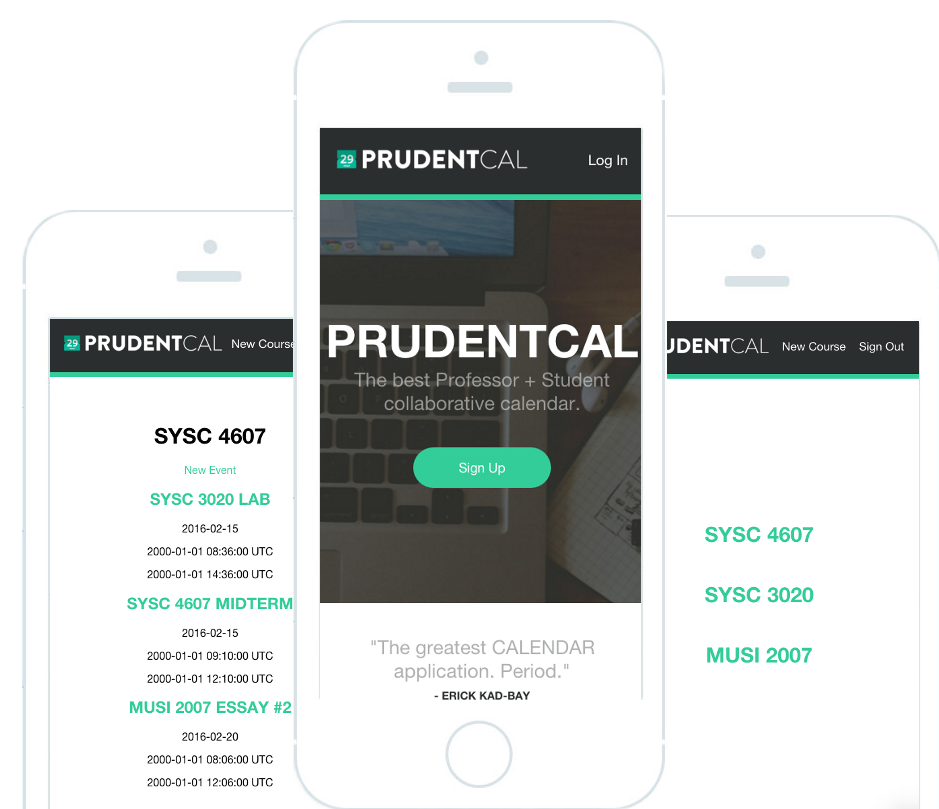 29 PRUDENTCAL New Course
SYSC 4607
New Event
SYSC 3020 LAB
2016-02-15
2000-01-01 08:36:00 UTC
2000-01-01 14:36:00 UTC
SYSC 4607 MIDTERM
2016-02-15
2000-01-01 09:10:00 UTC
2000-01-01 12:10:00 UTC
MUSI 2007 ESSAY #2
2016-02-20
2000-01-01 08:06:00 UTC
2000-01-01 12:06:00 UTC
29 PRUDENTCAL Log In
PRUDENTCAL
The best Professor + Student
collaborative calendar.
Sign Up
"The greatest CALENDAR
application. Period."
- ERICK KAD-BAY
UDENTCAL New Course Sign Out
SYSC 4607
SYSC 3020
MUSI 2007